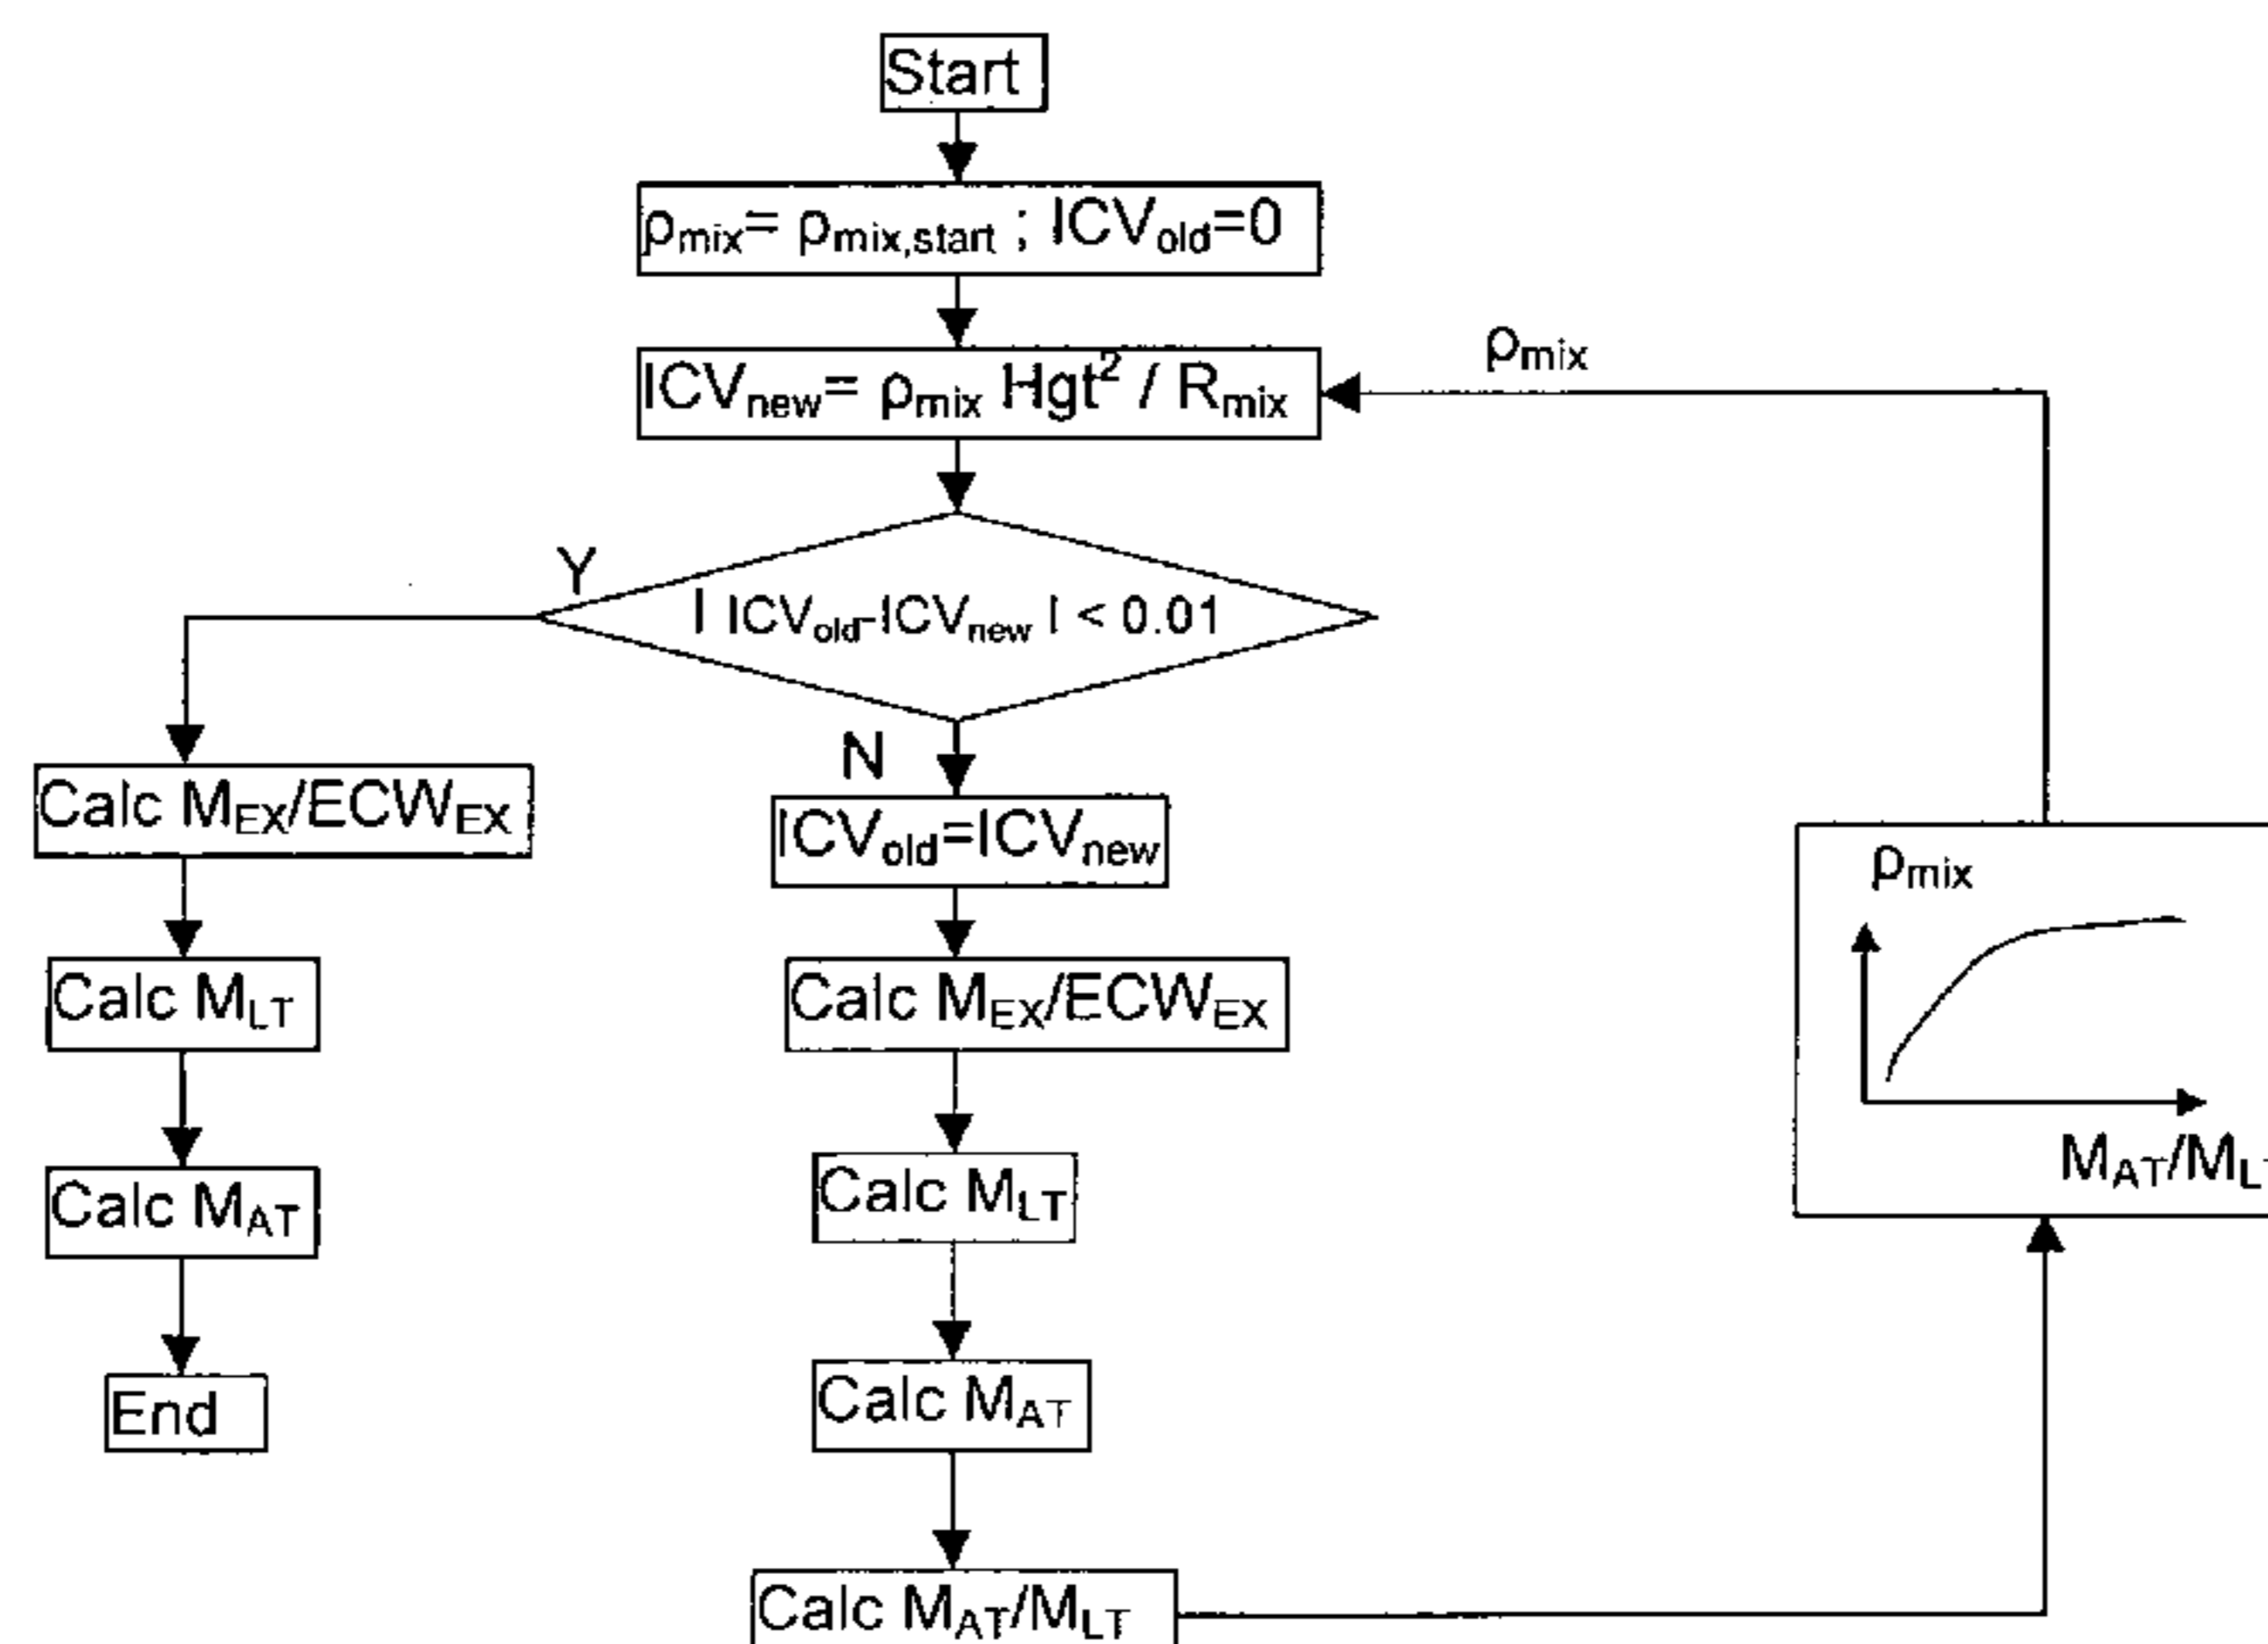 Start
ρmix= ρmix,start ; ICVold=0
ICVnew= ρmix Hgt² / Rmix
ρmix
Y
| ICVold-ICVnew | < 0.01
N
Calc MEX/ECWEX
Calc MLT
Calc MAT
End
ICVold=ICVnew
Calc MEX/ECWEX
Calc MLT
Calc MAT
Calc MAT/MLT
ρmix
MAT/ML